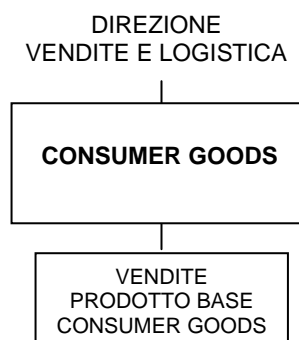 DIREZIONE
VENDITE E LOGISTICA
CONSUMER GOODS
VENDITE
PRODOTTO BASE
CONSUMER GOODS